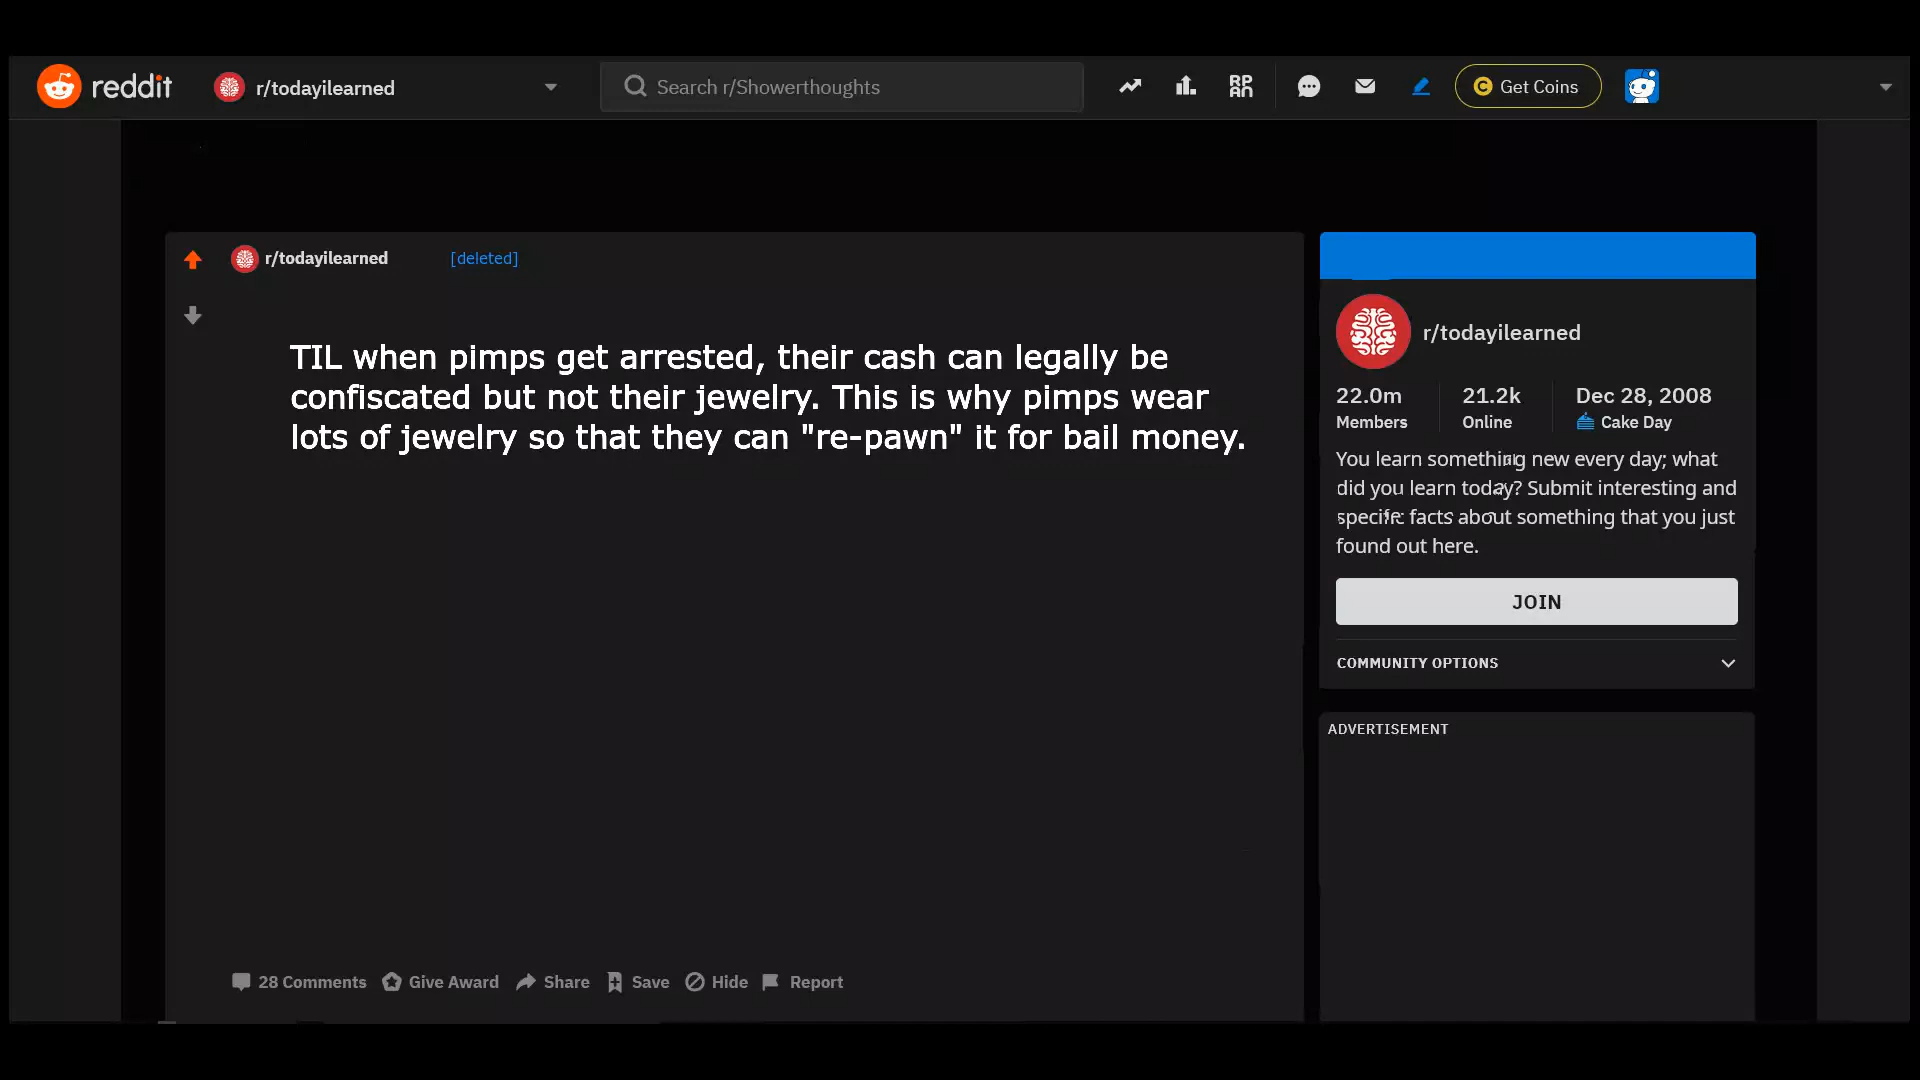 reddit
r/todayilearned
Search r/Showerthoughts
RPAN
Get Coins
r/todayilearned
[deleted]
TIL when pimps get arrested, their cash can legally be
confiscated but not their jewelry. This is why pimps wear
lots of jewelry so that they can "re-pawn" it for bail money.
28 Comments
Give Award
Share
Save
Hide
Report
r/todayilearned
22.0m
21.2k
Dec 28, 2008
Members
Online
Cake Day
You learn something new every day; what
did you learn today? Submit interesting and
specific facts about something that you just
found out here.
JOIN
COMMUNITY OPTIONS
ADVERTISEMENT